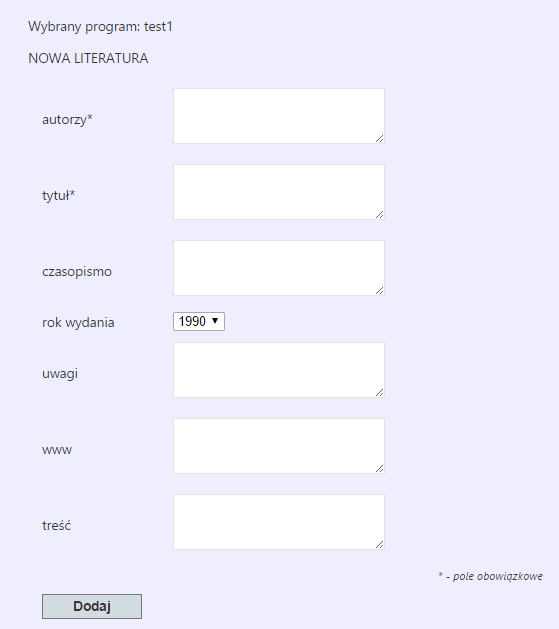 Wybrany program: test1
NOWA LITERATURA
autorzy*
tytuł*
czasopismo
rok wydania 1990
uwagi
www
treść
* - pole obowiązkowe
Dodaj